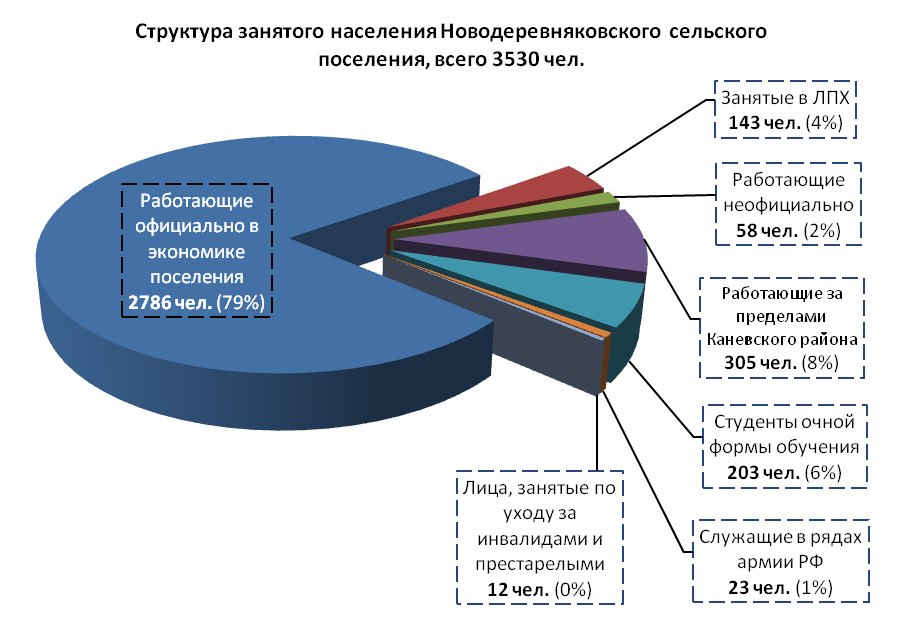 Структура занятого населения Новодеревняковского сельского
поселения, всего 3530 чел.
Занятые в ЛПХ
143 чел. (4%)
Работающие
неофициально
58 чел. (2%)
Работающие
официально в
экономике
поселения
2786 чел. (79%)
Работающие за
пределами
Каневского района
305 чел. (8%)
Студенты очной
формы обучения
203 чел. (6%)
Лица, занятые по
уходу за
инвалидами и
престарелыми
12 чел. (0%)
Служащие в рядах
армии РФ
23 чел. (1%)